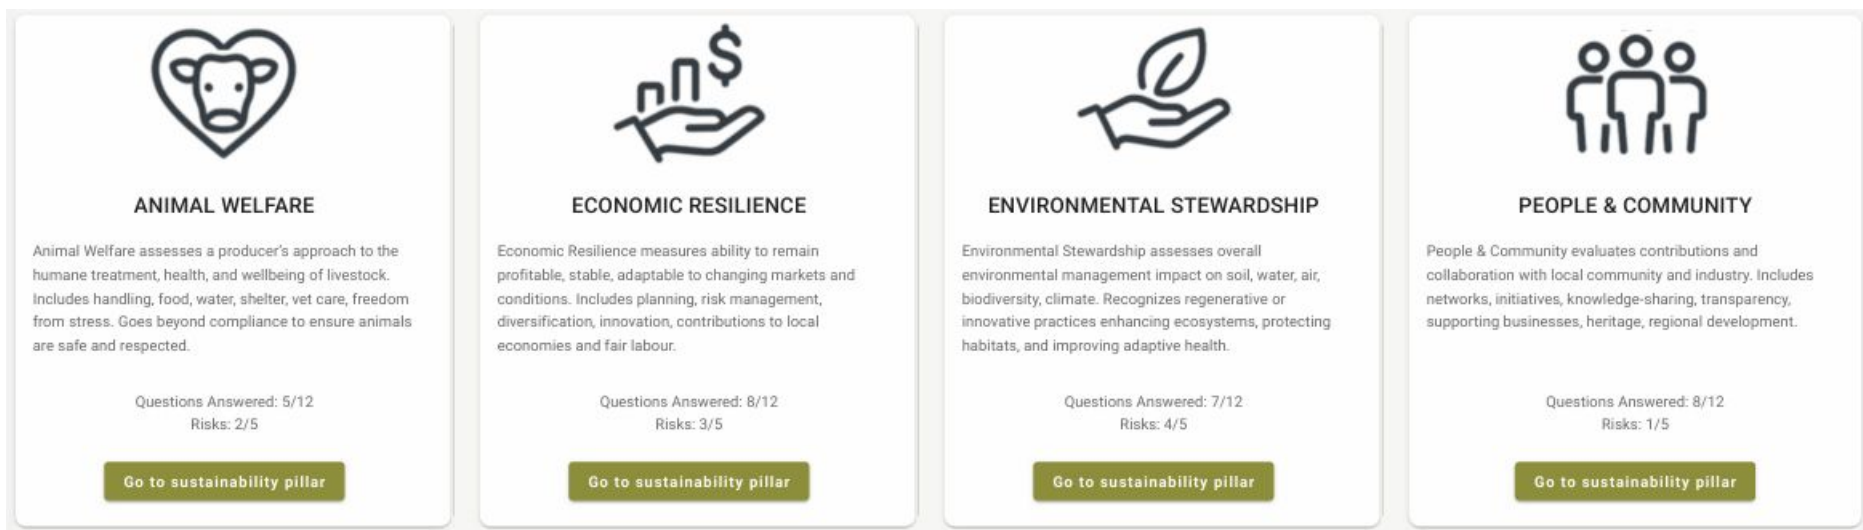 ANIMAL WELFARE
Animal Welfare assesses a producer's approach to the
humane treatment, health, and wellbeing of livestock.
Includes handling, food, water, shelter, vet care, freedom
from stress. Goes beyond compliance to ensure animals
are safe and respected.
Questions Answered: 5/12
Risks: 2/5
Go to sustainability pillar
$
ECONOMIC RESILIENCE
Economic Resilience measures ability to remain
profitable, stable, adaptable to changing markets and
conditions. Includes planning, risk management,
diversification, innovation, contributions to local
economies and fair labour.
Questions Answered: 8/12
Risks: 3/5
Go to sustainability pillar
ENVIRONMENTAL STEWARDSHIP
Environmental Stewardship assesses overall
environmental management impact on soil, water, air,
biodiversity, climate. Recognizes regenerative or
innovative practices enhancing ecosystems, protecting
habitats, and improving adaptive health.
Questions Answered: 7/12
Risks: 4/5
Go to sustainability pillar
PEOPLE & COMMUNITY
People & Community evaluates contributions and
collaboration with local community and industry. Includes
networks, initiatives, knowledge-sharing, transparency,
supporting businesses, heritage, regional development.
Questions Answered: 8/12
Risks: 1/5
Go to sustainability pillar